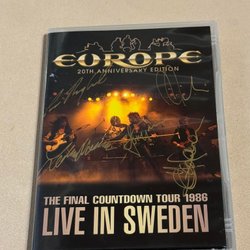 EUROPE
20TH ANNIVERSARY EDITION
THE FINAL COUNTDOWN TOUR 1986
LIVE IN SWEDEN